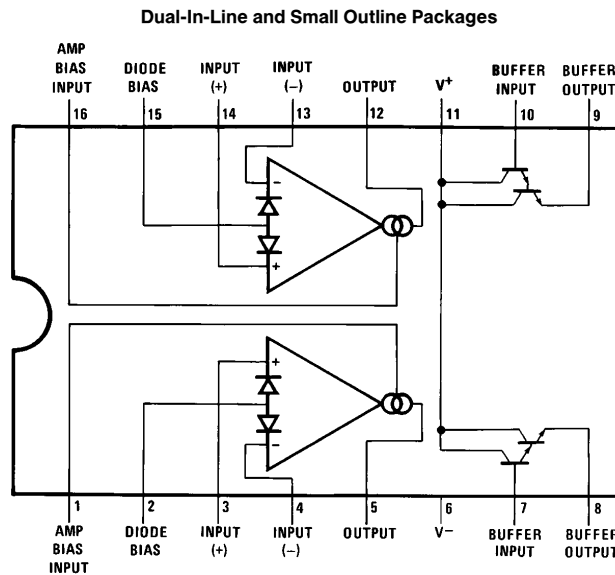 Dual-In-Line and Small Outline Packages
AMP
BIAS
INPUT
DIODE
BIAS
INPUT
(+)
INPUT
(−)
OUTPUT
V+
BUFFER
INPUT
BUFFER
OUTPUT
16
15
14
13
12
11
10
9
−
+
+
−
1
2
3
4
5
6
7
8
AMP
BIAS
INPUT
DIODE
BIAS
INPUT
(+)
INPUT
(−)
OUTPUT
V−
BUFFER
INPUT
BUFFER
OUTPUT